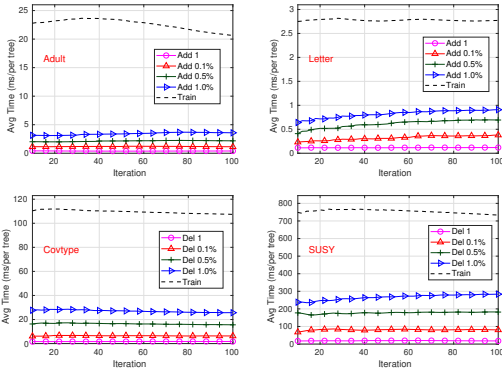 25
20
15
10
5
0
Avg Time (ms/per tree)
20
40
60
80
100
Iteration
Adult
Add 1
Add 0.1%
Add 0.5%
Add 1.0%
Train
3
2.5
2
1.5
1
0.5
0
Avg Time (ms/per tree)
20
40
60
80
100
Iteration
Letter
Add 1
Add 0.1%
Add 0.5%
Add 1.0%
Train
120
100
80
60
40
20
0
Avg Time (ms/per tree)
20
40
60
80
100
Iteration
Covtype
Del 1
Del 0.1%
Del 0.5%
Del 1.0%
Train
800
700
600
500
400
300
200
100
0
Avg Time (ms/per tree)
20
40
60
80
100
Iteration
SUSY
Del 1
Del 0.1%
Del 0.5%
Del 1.0%
Train